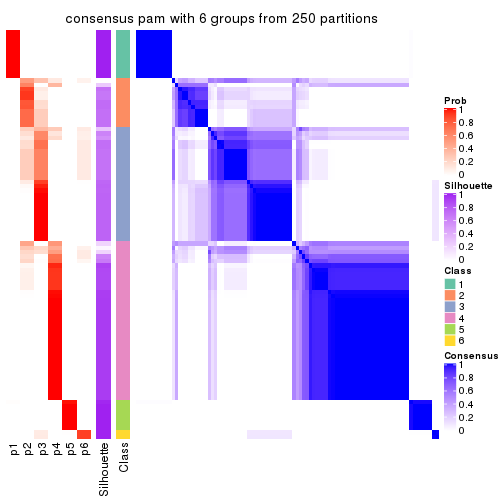 consensus pam with 6 groups from 250 partitions
Prob
1
0.8
0.6
0.4
0.2
0
Silhouette
1
0.8
0.6
0.4
0.2
0
Class
1
2
3
4
5
6
Consensus
1
0.8
0.6
0.4
0.2
0
p1
p2
p3
p4
p5
p6
Silhouette
Class